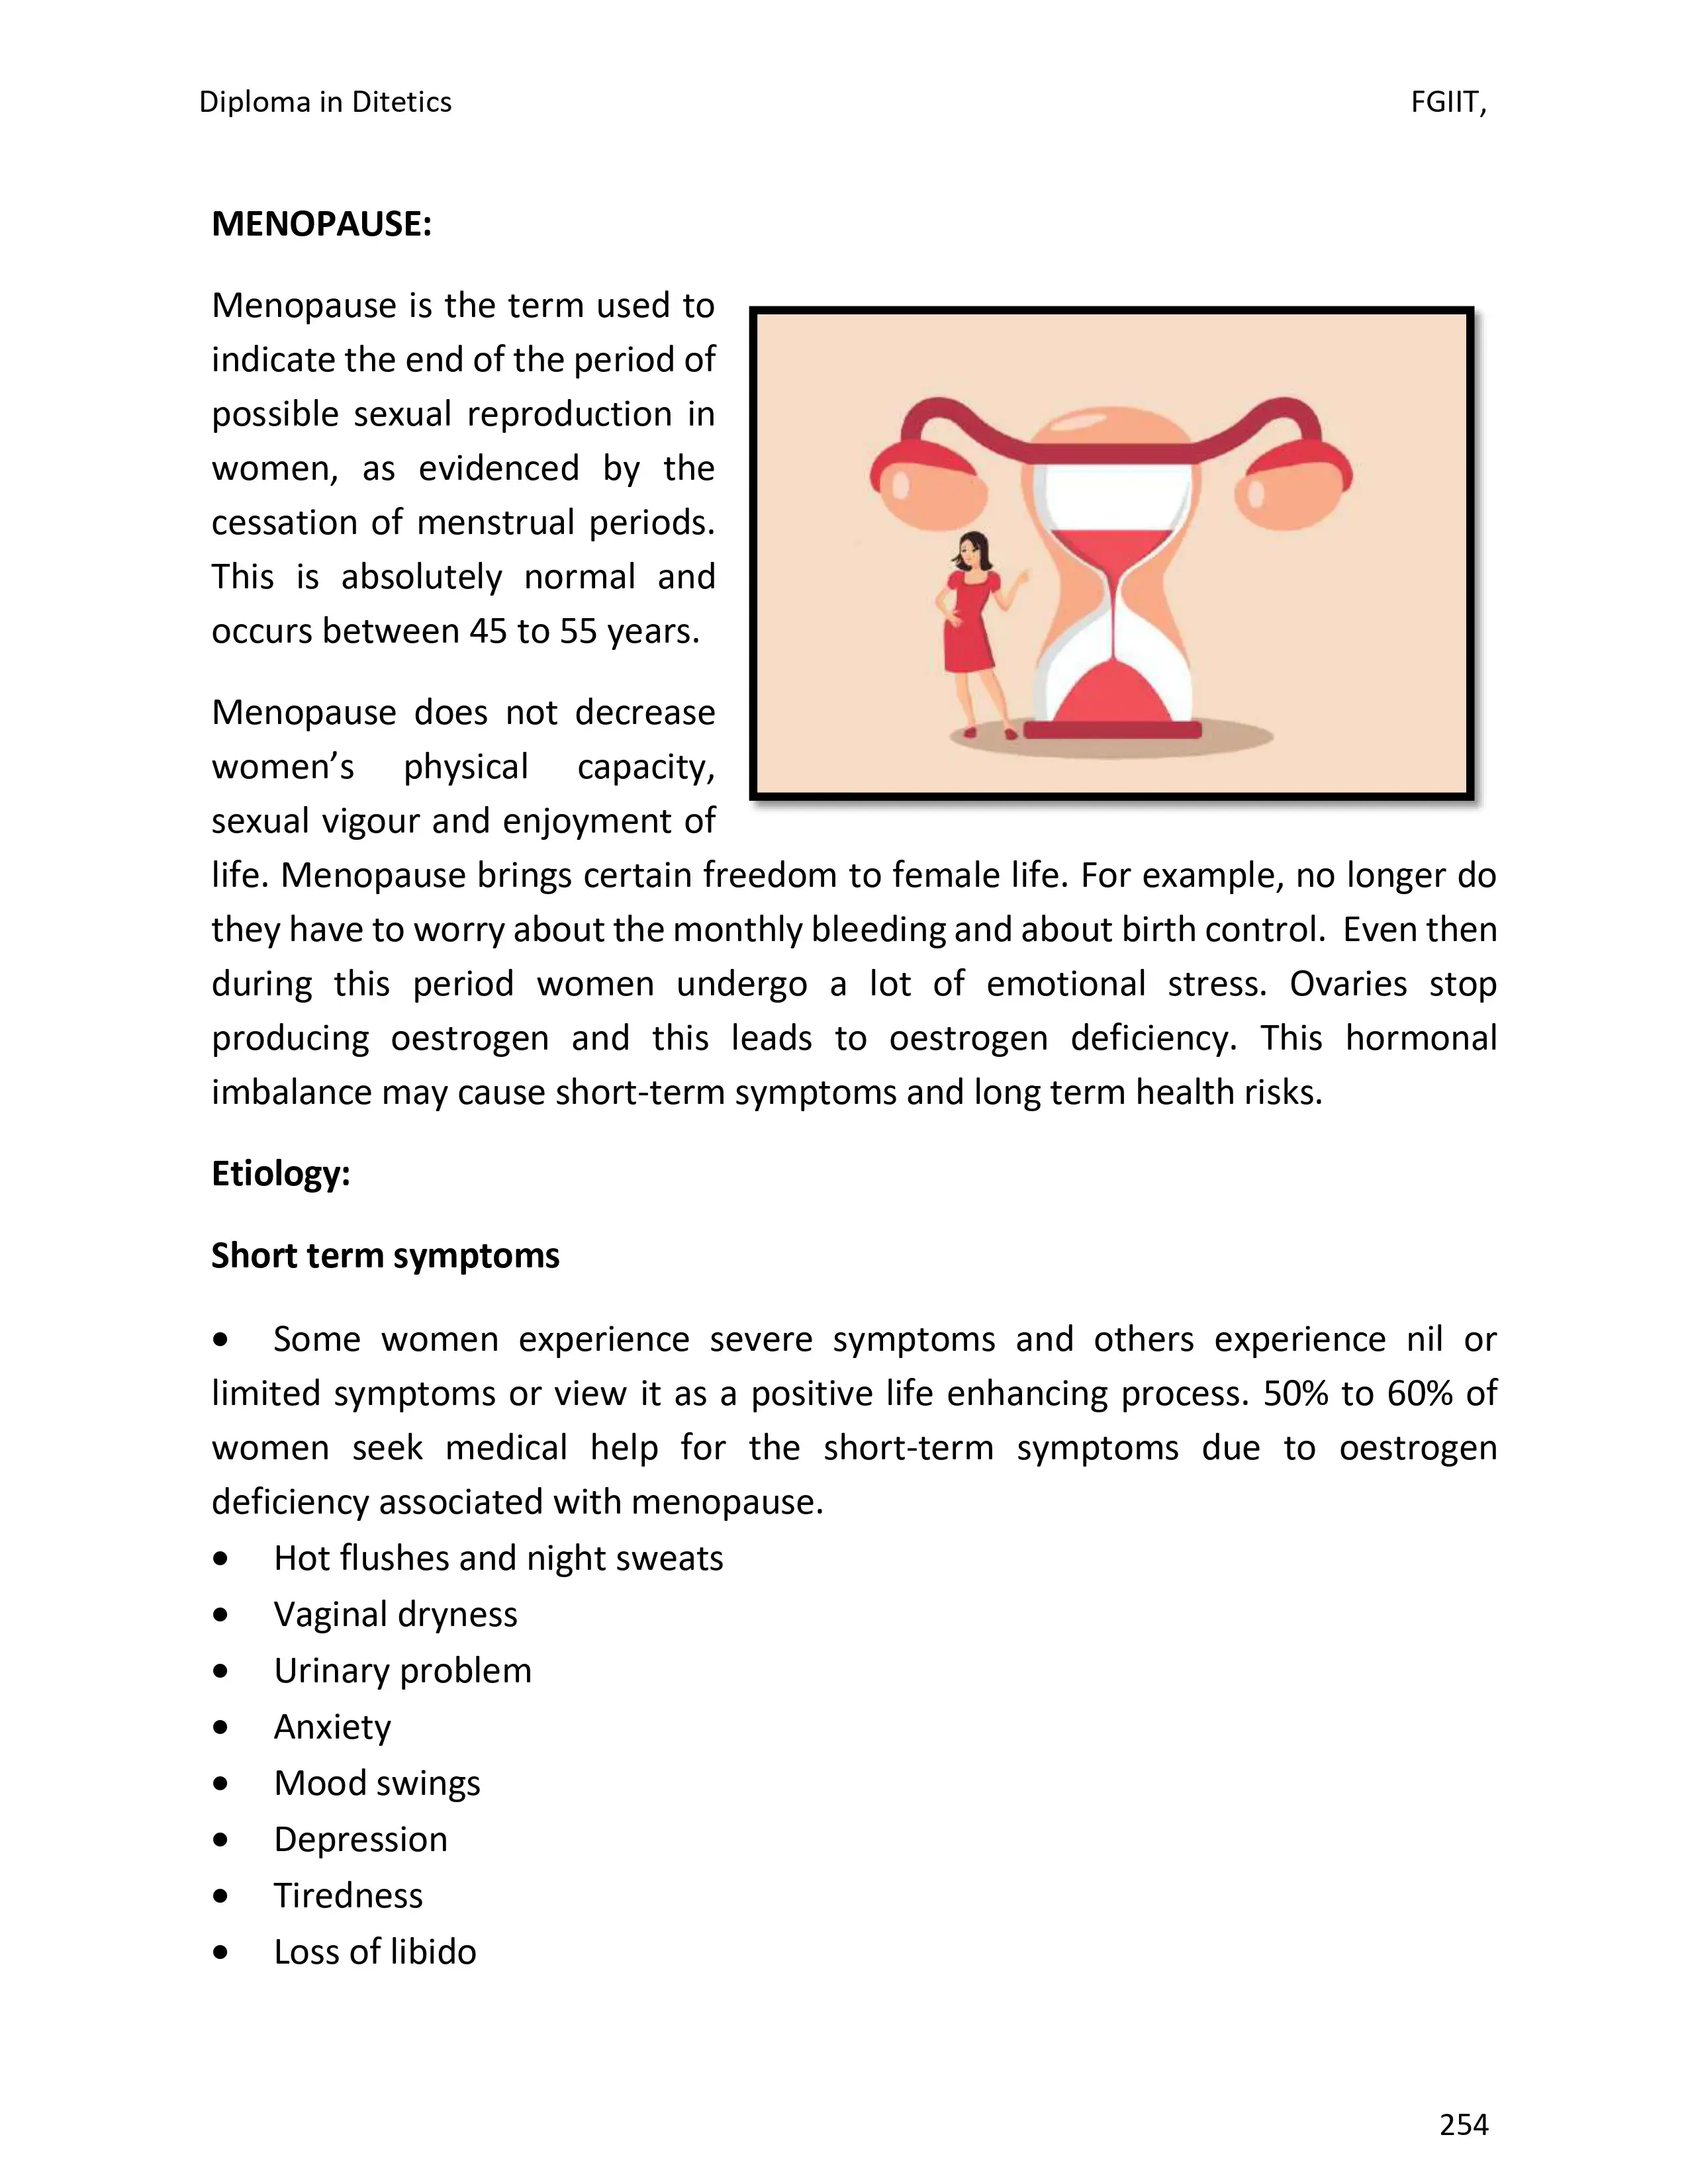 Diploma in Ditetics FGIIT,
MENOPAUSE:
Menopause is the term used to
indicate the end of the period of
possible sexual reproduction in
women, as evidenced by the
cessation of menstrual periods.
This is absolutely normal and
occurs between 45 to 55 years.
Menopause does not decrease
women’s physical capacity,
sexual vigour and enjoyment of
life. Menopause brings certain freedom to female life. For example, no longer do
they have to worry about the monthly bleeding and about birth control. Even then
during this period women undergo a lot of emotional stress. Ovaries stop
producing oestrogen and this leads to oestrogen deficiency. This hormonal
imbalance may cause short-term symptoms and long term health risks.
Etiology:
Short term symptoms
• Some women experience severe symptoms and others experience nil or
limited symptoms or view it as a positive life enhancing process. 50% to 60% of
women seek medical help for the short-term symptoms due to oestrogen
deficiency associated with menopause.
• Hot flushes and night sweats
• Vaginal dryness
• Urinary problem
• Anxiety
• Mood swings
• Depression
• Tiredness
• Loss of libido
254